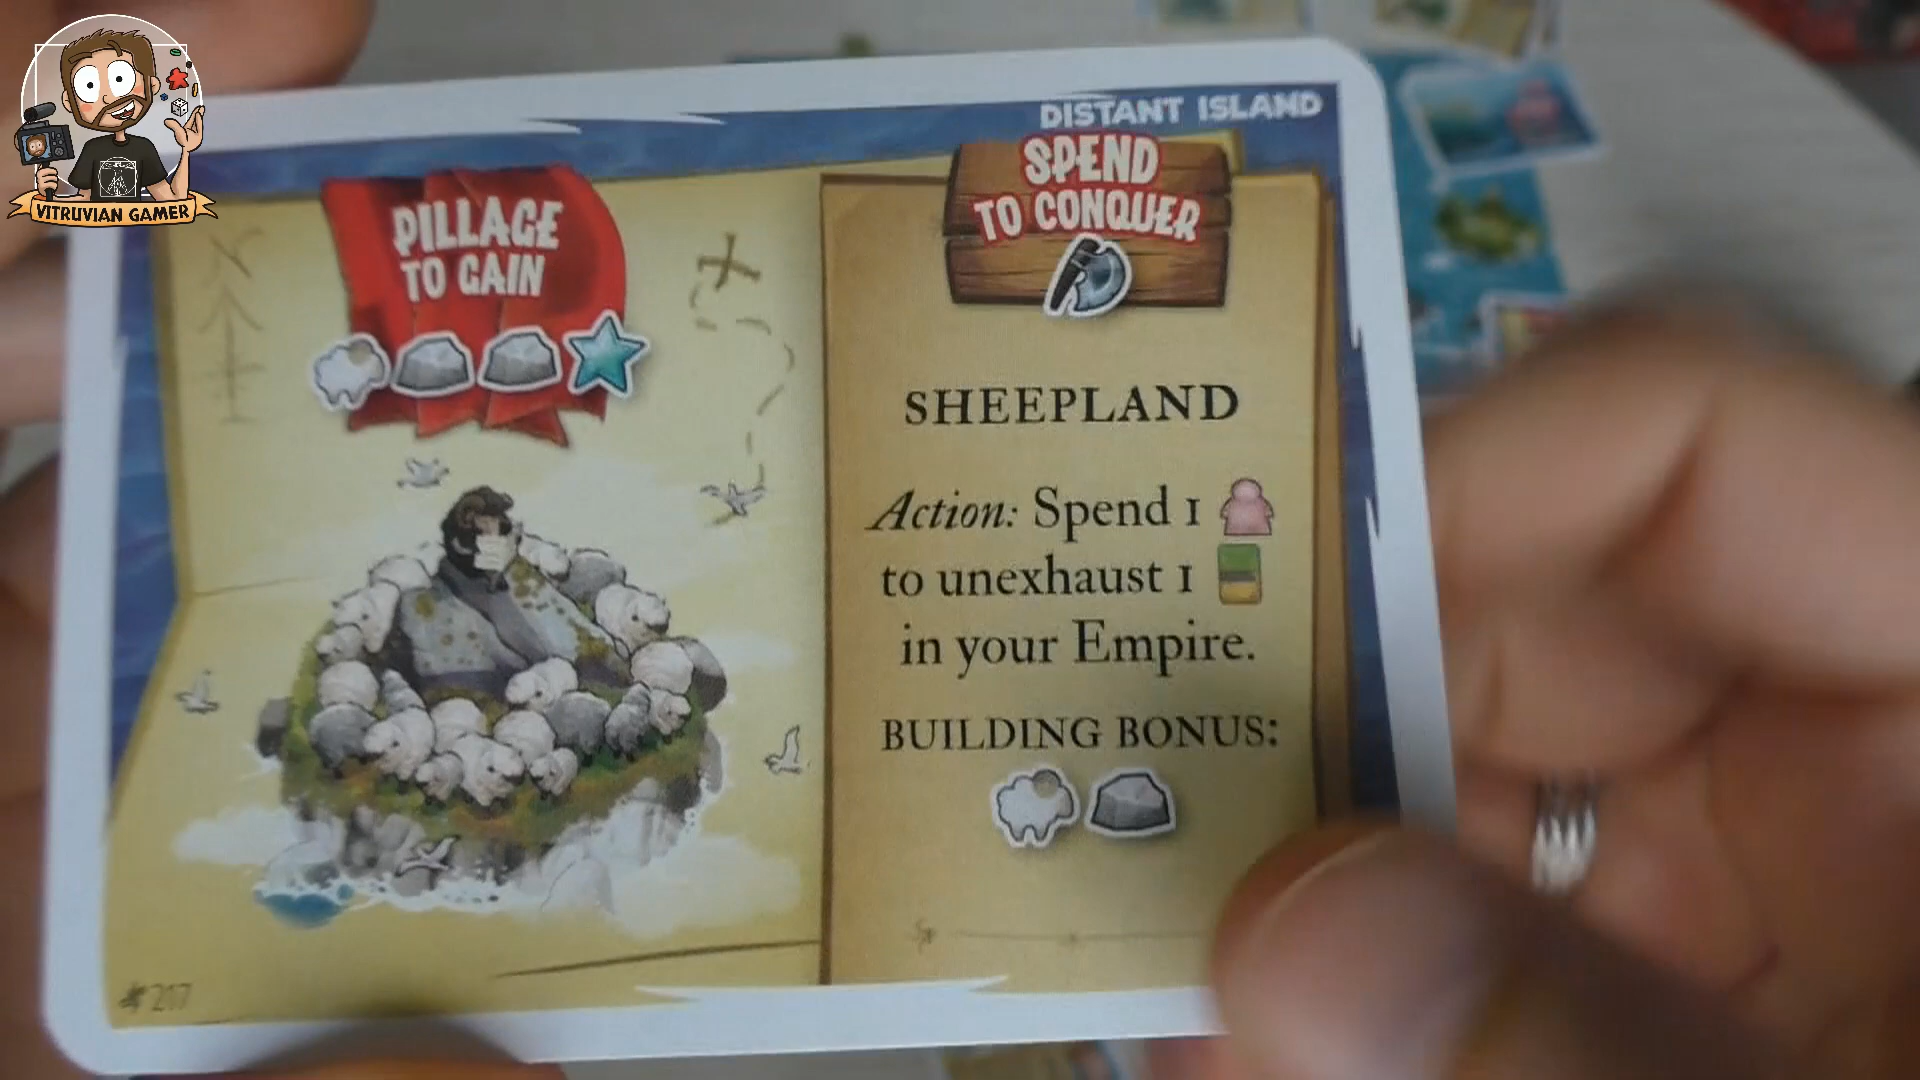 VITRUVIAN GAMER
DISTANT ISLAND
PILLAGE
TO GAIN
SPEND
TO CONQUER
SHEEPLAND
Action: Spend 1
to unexhaust 1
in your Empire.
BUILDING BONUS:
#217